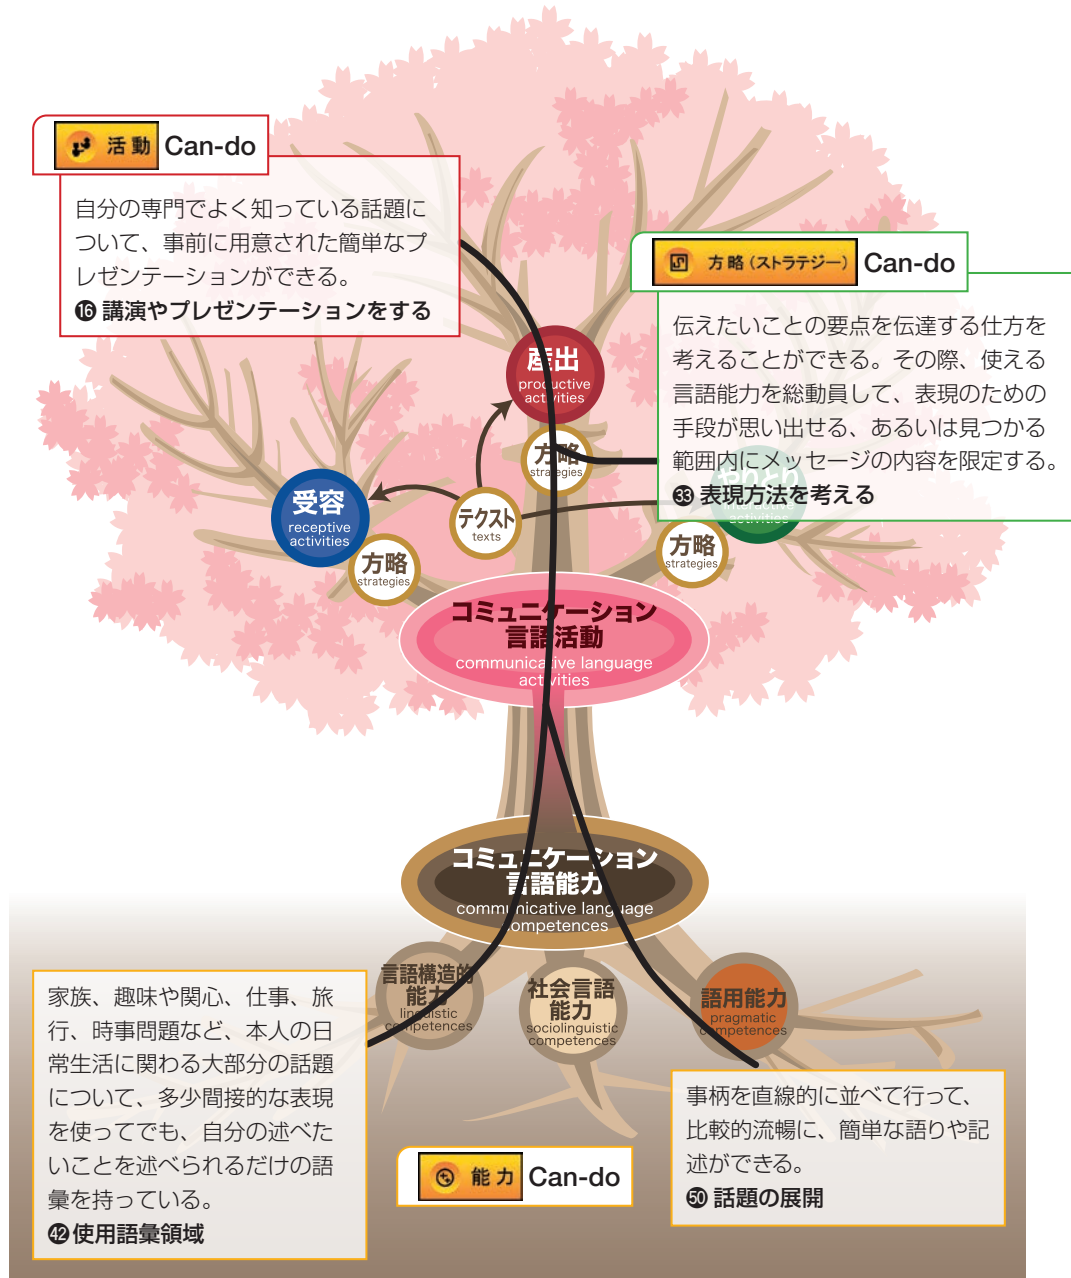 活動 Can-do
自分の専門でよく知っている話題に
ついて、事前に用意された簡単なプ
レゼンテーションができる。
⓰ 講演やプレゼンテーションをする
方略（ストラテジー） Can-do
伝えたいことの要点を伝達する仕方を
考えることができる。その際、使える
言語能力を総動員して、表現のための
手段が思い出せる、あるいは見つかる
範囲内にメッセージの内容を限定する。
㉝ 表現方法を考える
産出
productive
activities
方略
strategies
やりとり
interactive
activities
受容
receptive
activities
テクスト
texts
方略
strategies
方略
strategies
コミュニケーション
言語活動
communicative language
activities
コミュニケーション
言語能力
communicative language
competences
言語構造的
能力
linguistic
competences
社会言語
能力
sociolinguistic
competences
語用能力
pragmatic
competences
家族、趣味や関心、仕事、旅
行、時事問題など、本人の日
常生活に関わる大部分の話題
について、多少間接的な表現
を使ってでも、自分の述べた
いことを述べられるだけの語
彙を持っている。
㊷ 使用語彙領域
能力 Can-do
事柄を直線的に並べて行って、
比較的流暢に、簡単な語りや記
述ができる。
㊿ 話題の展開